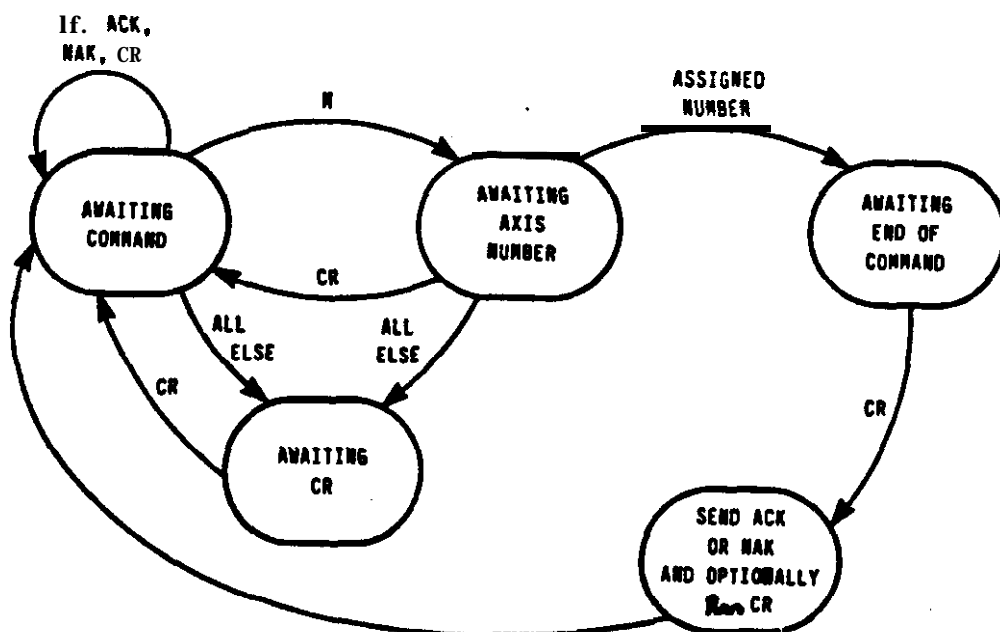 lf. ACK,
NAK, CR
N
ASSIGNED
NUMBER
AWAITING
COMMAND
AWAITING
AXIS
NUMBER
AWAITING
END OF
COMMAND
CR
ALL
ELSE
ALL
ELSE
CR
CR
AWAITING
CR
SEND ACK
OR NAK
AND OPTIONALLY
CR